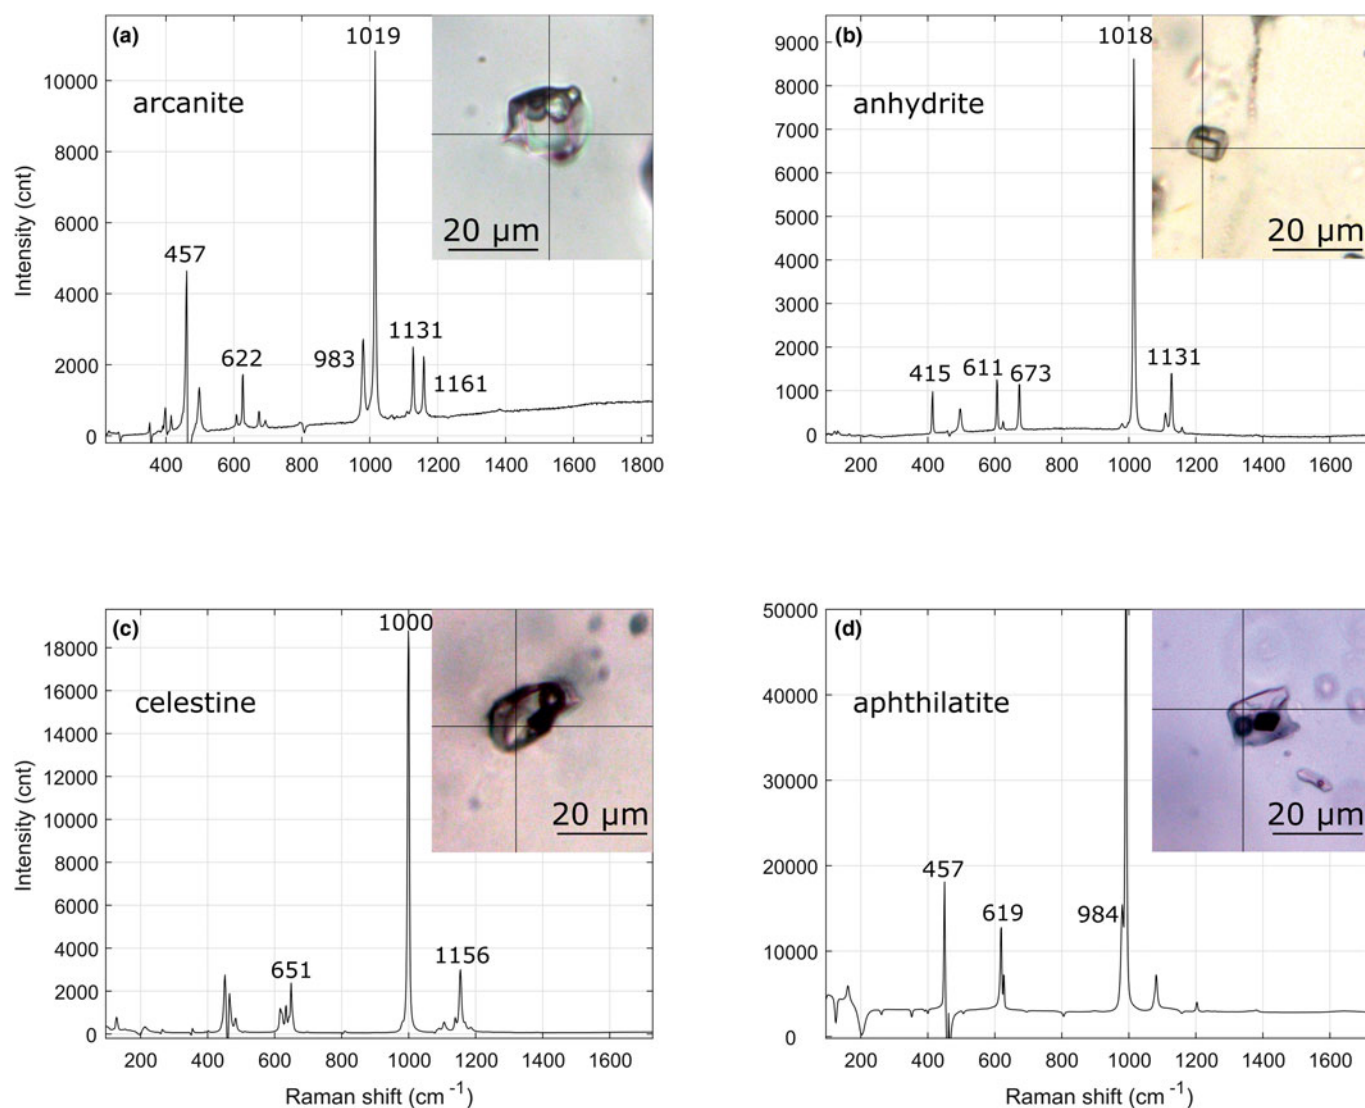 (a)
arcanite
1019
457
622
983
1131
1161
20 µm
Intensity (cnt)
10000
8000
6000
4000
2000
0
400 600 800 1000 1200 1400 1600 1800
(b)
anhydrite
1018
415
611
673
1131
20 µm
9000
8000
7000
6000
5000
4000
3000
2000
1000
0
200 400 600 800 1000 1200 1400 1600
(c)
celestine
1000
651
1156
20 µm
Intensity (cnt)
18000
16000
14000
12000
10000
8000
6000
4000
2000
0
200 400 600 800 1000 1200 1400 1600
Raman shift (cm⁻¹)
(d)
aphthilatite
457
619
984
20 µm
50000
40000
30000
20000
10000
0
200 400 600 800 1000 1200 1400 1600
Raman shift (cm⁻¹)